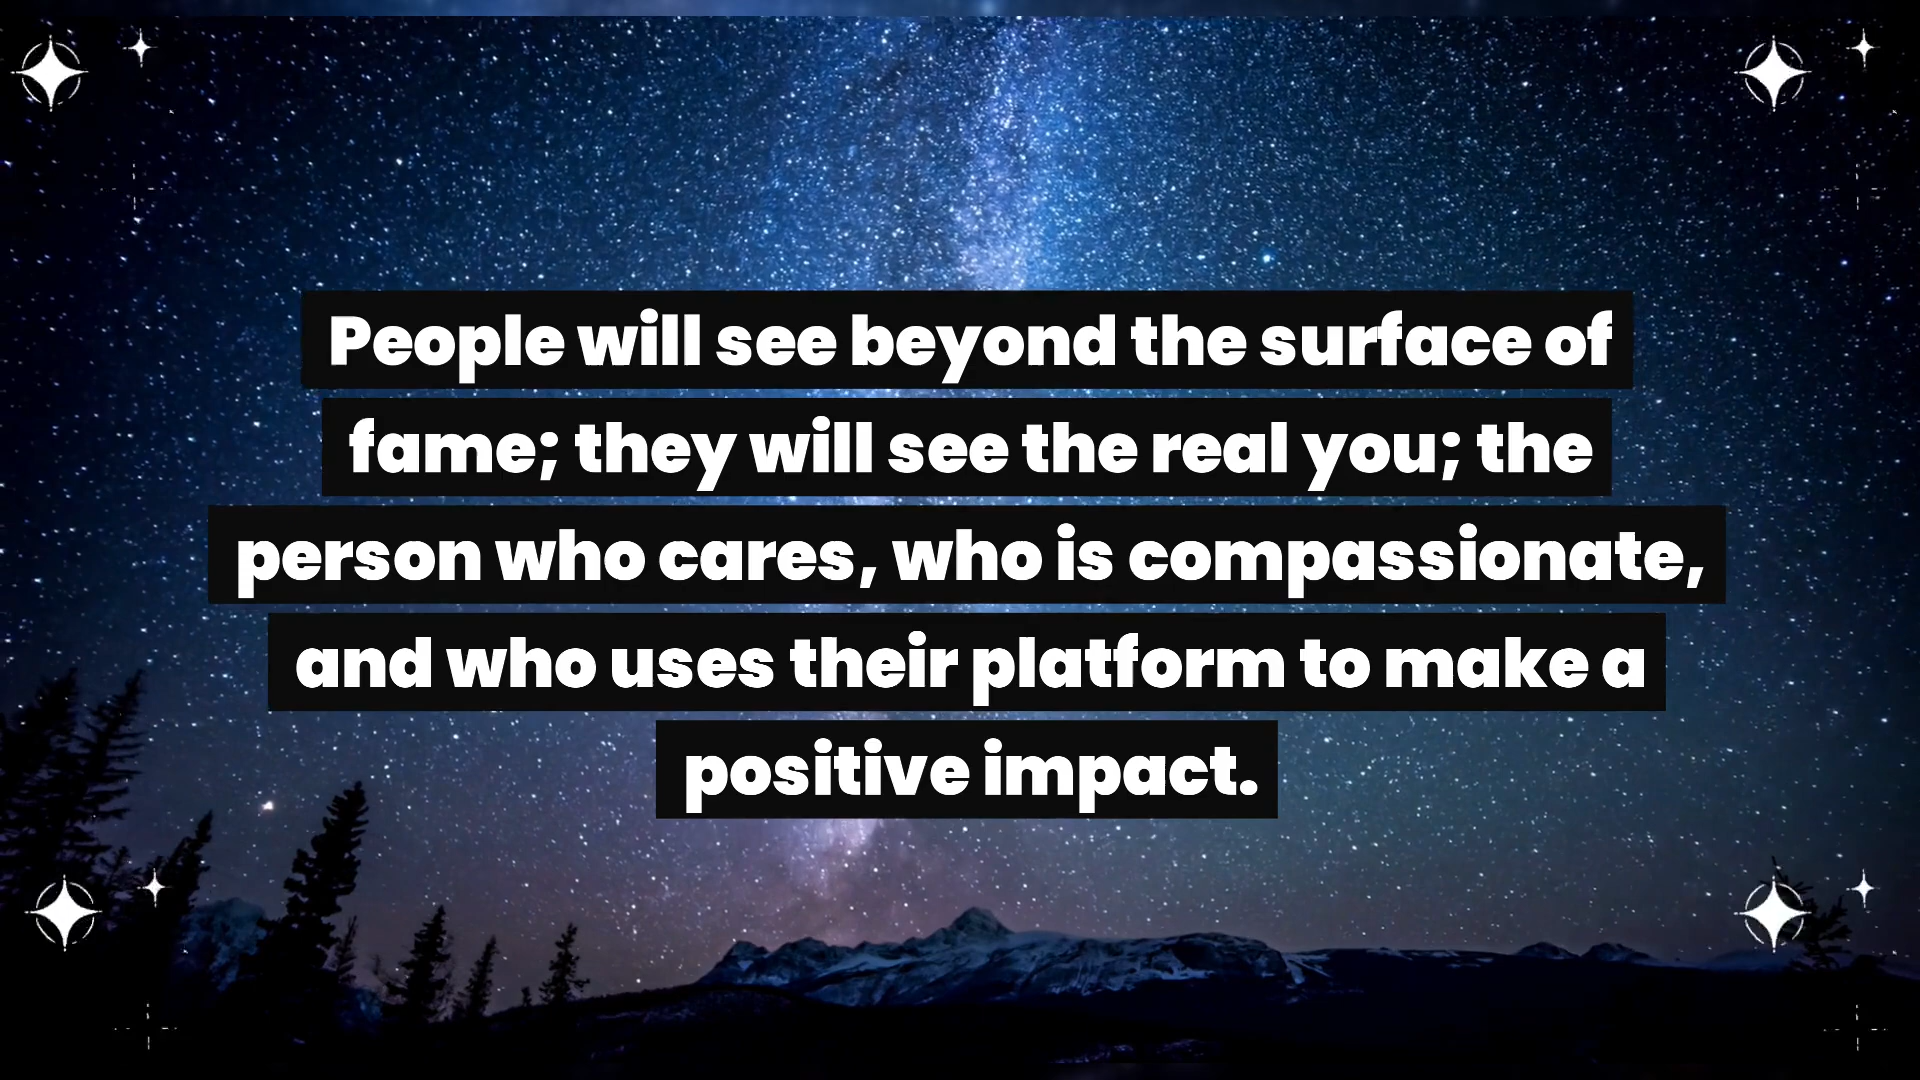 People will see beyond the surface of
fame; they will see the real you; the
person who cares, who is compassionate,
and who uses their platform to make a
positive impact.